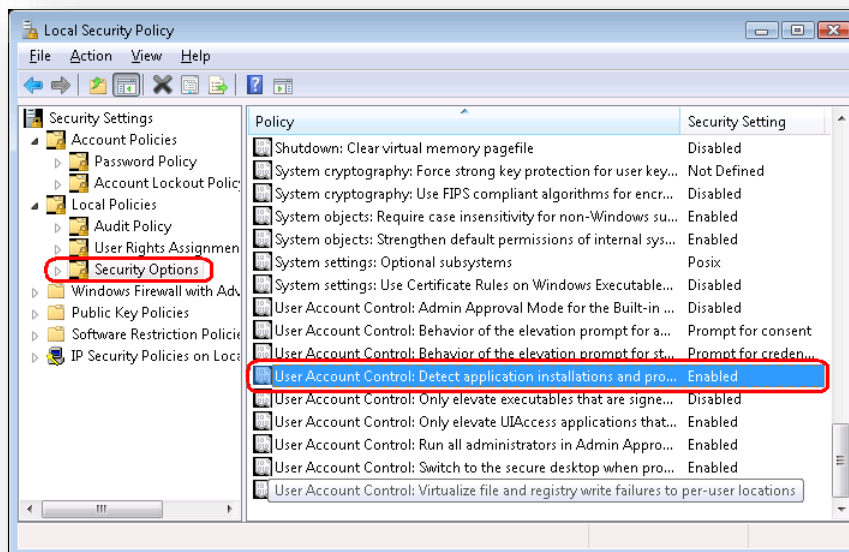 Local Security Policy
File Action View Help
Security Settings
Account Policies
Password Policy
Account Lockout Polic
Local Policies
Audit Policy
User Rights Assignmen
Security Options
Windows Firewall with Adv
Public Key Policies
Software Restriction Policie
IP Security Policies on Loca
Policy Security Setting
Shutdown: Clear virtual memory pagefile Disabled
System cryptography: Force strong key protection for user key... Not Defined
System cryptography: Use FIPS compliant algorithms for encr... Disabled
System objects: Require case insensitivity for non-Windows su... Enabled
System objects: Strengthen default permissions of internal sys... Enabled
System settings: Optional subsystems Posix
System settings: Use Certificate Rules on Windows Executable... Disabled
User Account Control: Admin Approval Mode for the Built-in ... Disabled
User Account Control: Behavior of the elevation prompt for a... Prompt for consent
User Account Control: Behavior of the elevation prompt for st... Prompt for creden...
User Account Control: Detect application installations and pro... Enabled
User Account Control: Only elevate executables that are signe... Disabled
User Account Control: Only elevate UIAccess applications that... Enabled
User Account Control: Run all administrators in Admin Appro... Enabled
User Account Control: Switch to the secure desktop when pro... Enabled
User Account Control: Virtualize file and registry write failures to per-user locations